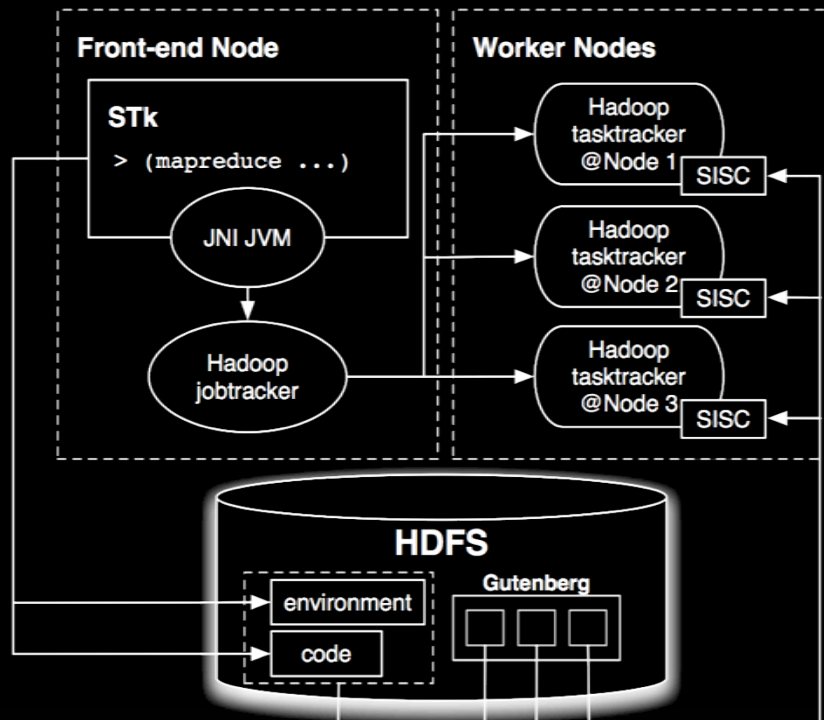 Front-end Node
STk
> (mapreduce ...)
JNI JVM
Hadoop
jobtracker
Worker Nodes
Hadoop
tasktracker
@Node 1
SISC
Hadoop
tasktracker
@Node 2
SISC
Hadoop
tasktracker
@Node 3
SISC
HDFS
environment
code
Gutenberg